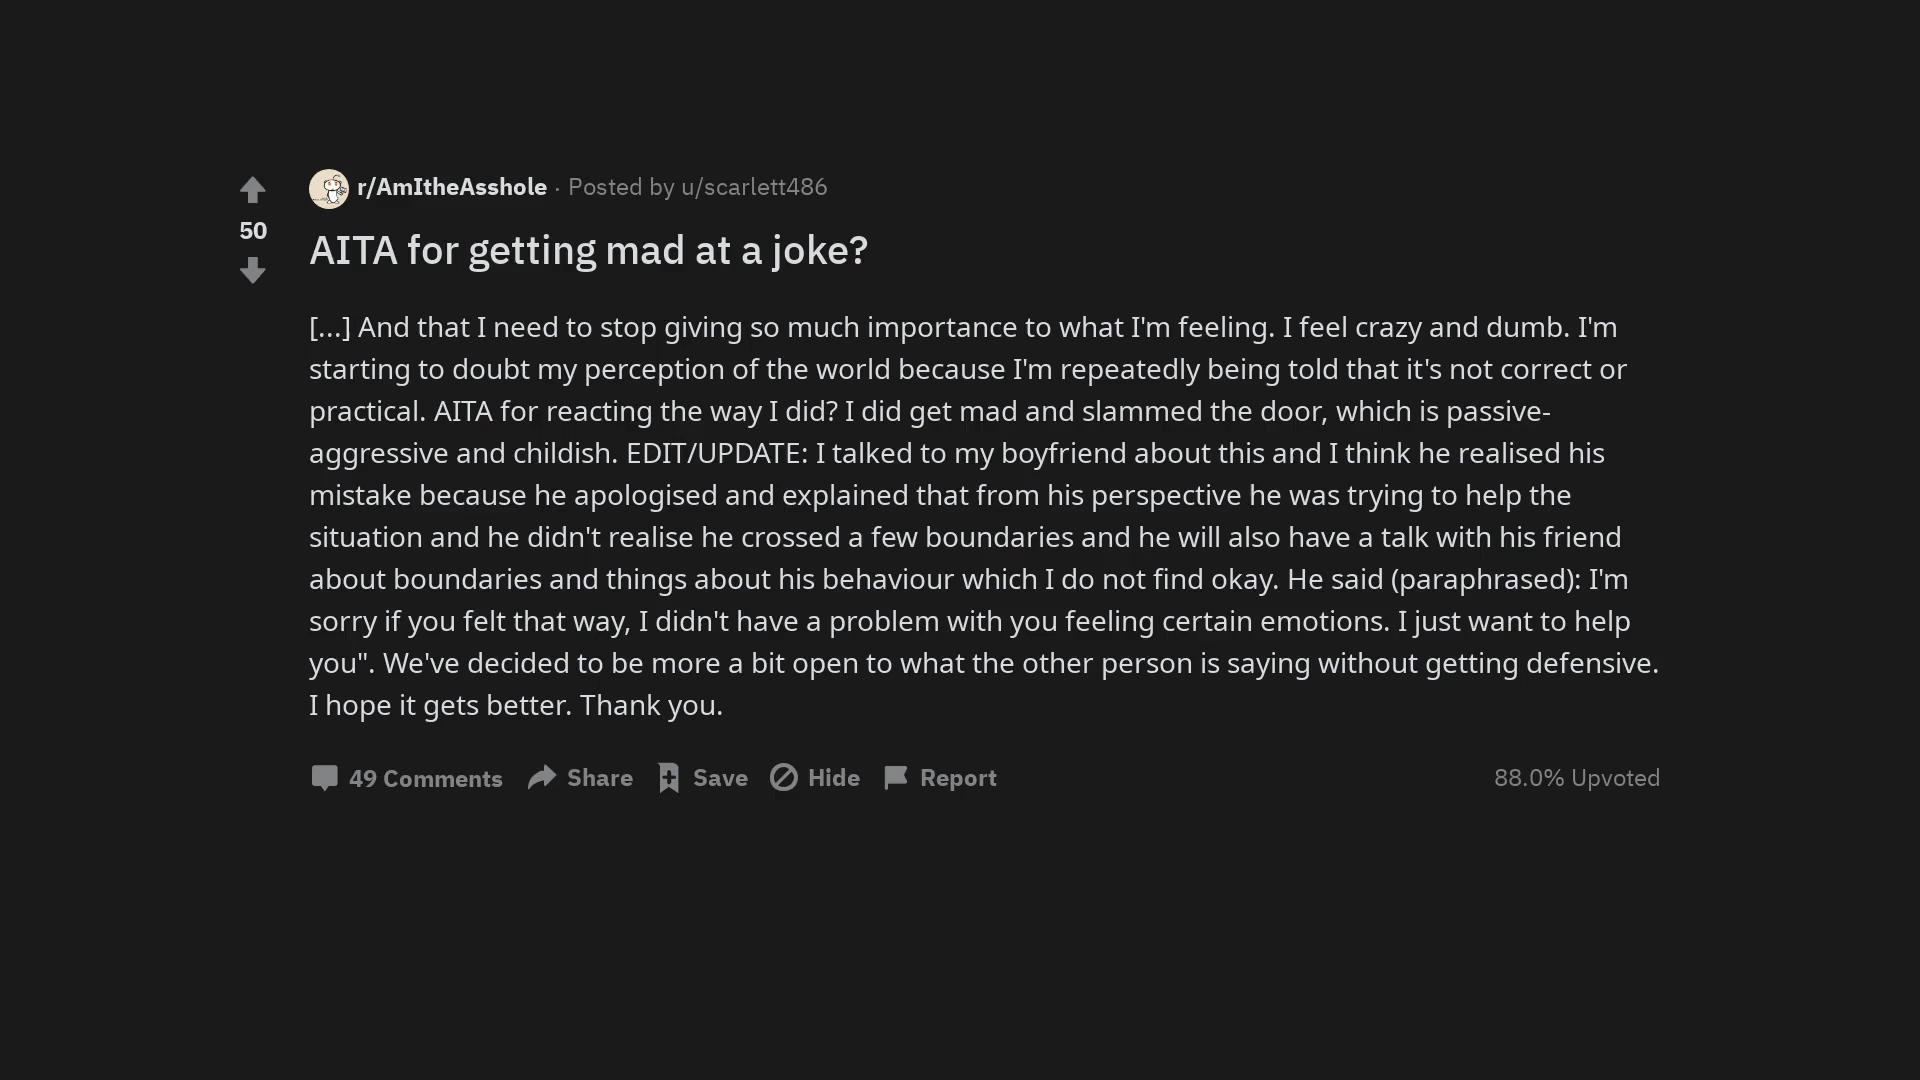 r/AmItheAsshole · Posted by u/scarlett486
50
AITA for getting mad at a joke?
[...] And that I need to stop giving so much importance to what I'm feeling. I feel crazy and dumb. I'm
starting to doubt my perception of the world because I'm repeatedly being told that it's not correct or
practical. AITA for reacting the way I did? I did get mad and slammed the door, which is passive-
aggressive and childish. EDIT/UPDATE: I talked to my boyfriend about this and I think he realised his
mistake because he apologised and explained that from his perspective he was trying to help the
situation and he didn't realise he crossed a few boundaries and he will also have a talk with his friend
about boundaries and things about his behaviour which I do not find okay. He said (paraphrased): I'm
sorry if you felt that way, I didn't have a problem with you feeling certain emotions. I just want to help
you". We've decided to be more a bit open to what the other person is saying without getting defensive.
I hope it gets better. Thank you.
49 Comments Share Save Hide Report 88.0% Upvoted